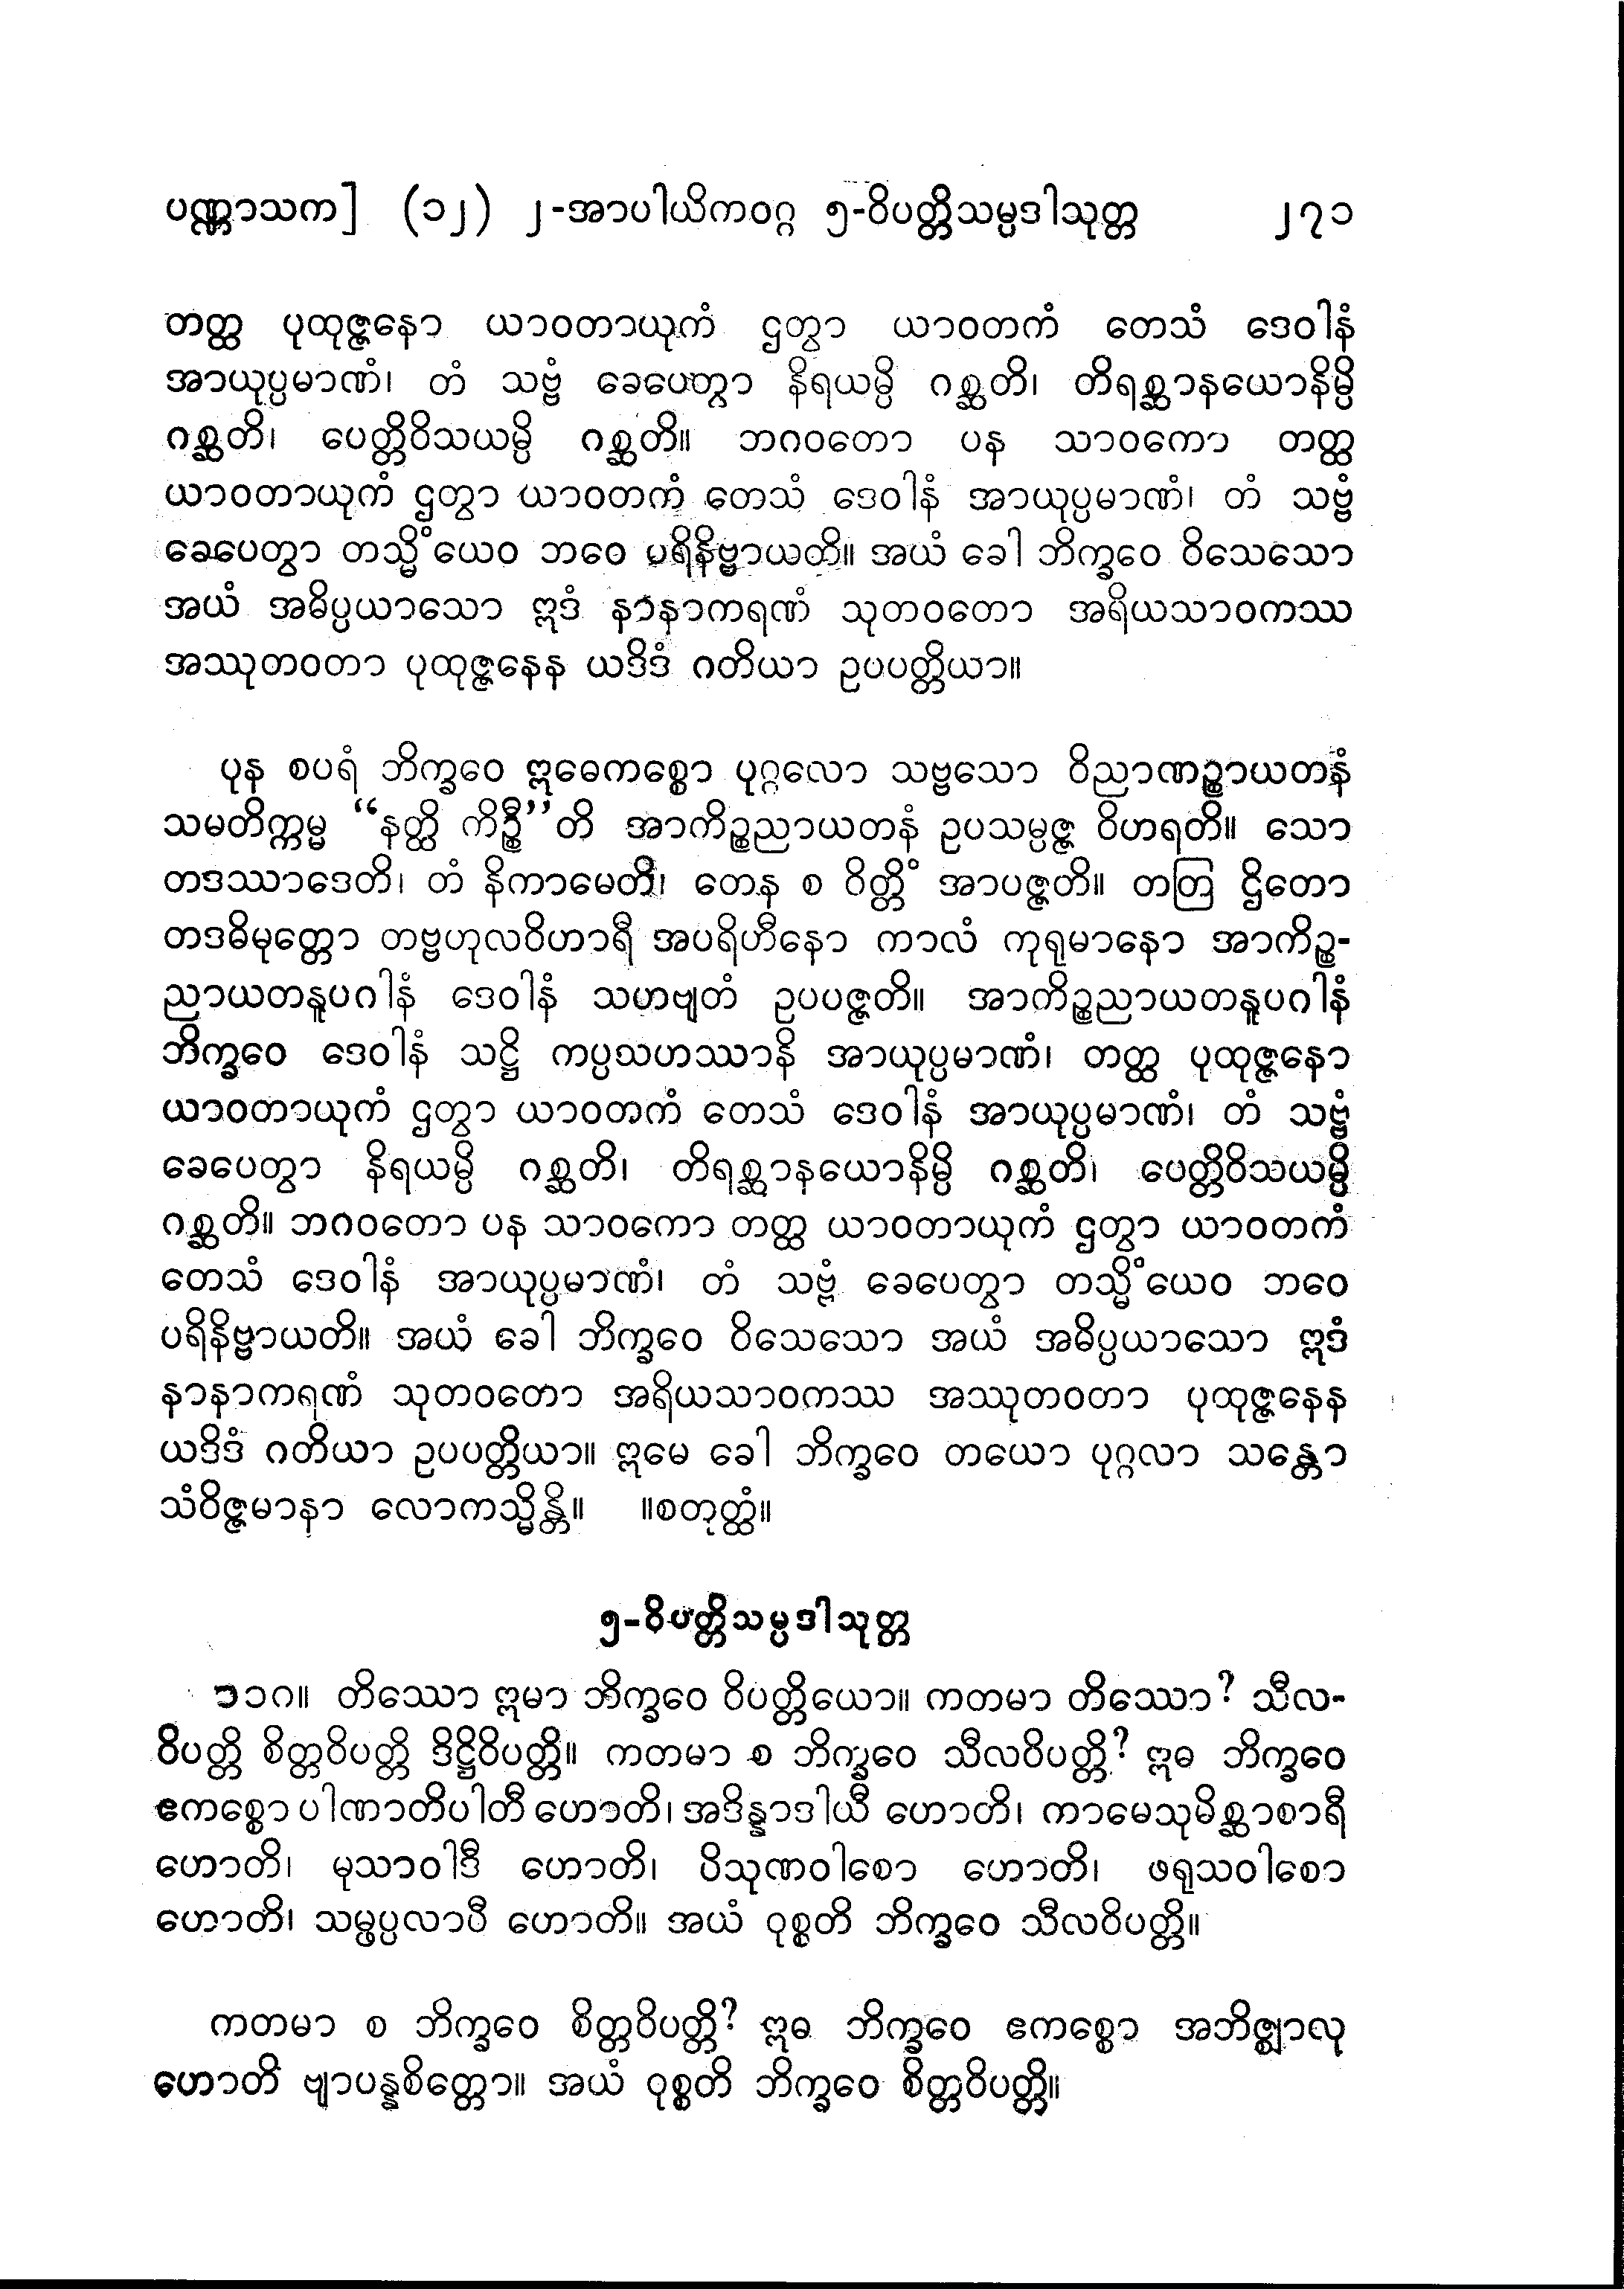 ပဏ္ဏာသက] (၁၂) ၂-အာပါယိကဝဂ္ဂ ၅-ဝိပတ္တိသမ္ပဒါသုတ္တ ၂၇၁
တတ္ထ ပုထုဇ္ဇနော ယာဝတာယုကံ ဌတွာ ယာဝတကံ တေသံ ဒေဝါနံ
အာယုပ္ပမာဏံ၊ တံ သဗ္ဗံ ခေပေတွာ နိရယမ္ပိ ဂစ္ဆတိ၊ တိရစ္ဆာနယောနိမ္ပိ
ဂစ္ဆတိ၊ ပေတ္တိဝိသယမ္ပိ ဂစ္ဆတိ။ ဘဂဝတော ပန သာဝကော တတ္ထ
ယာဝတာယုကံ ဌတွာ ယာဝတကံ တေသံ ဒေဝါနံ အာယုပ္ပမာဏံ၊ တံ သဗ္ဗံ
ခေပေတွာ တသ္မိံယေဝ ဘဝေ ပရိနိဗ္ဗာယတိ။ အယံ ခေါ ဘိက္ခဝေ ဝိသေသော
အယံ အဓိပ္ပယာသော ဣဒံ နာနာကရဏံ သုတဝတော အရိယသာဝကဿ
အဿုတဝတာ ပုထုဇ္ဇနေန ယဒိဒံ ဂတိယာ ဥပပတ္တိယာ။
ပုန စပရံ ဘိက္ခဝေ ဣဓေကစ္စော ပုဂ္ဂလော သဗ္ဗသော ဝိညာဏဉ္စာယတနံ
သမတိက္ကမ္မ “နတ္ထိ ကိဉ္စီ”တိ အာကိဉ္စညာယတနံ ဥပသမ္ပဇ္ဇ ဝိဟရတိ။ သော
တဒဿာဒေတိ၊ တံ နိကာမေတိ၊ တေန စ ဝိတ္တိံ အာပဇ္ဇတိ။ တတြ ဌိတော
တဒဓိမုတ္တော တဗ္ဗဟုလဝိဟာရီ အပရိဟီနော ကာလံ ကုရုမာနော အာကိဉ္စ-
ညာယတနူပဂါနံ ဒေဝါနံ သဟဗျတံ ဥပပဇ္ဇတိ။ အာကိဉ္စညာယတနူပဂါနံ
ဘိက္ခဝေ ဒေဝါနံ သဋ္ဌိ ကပ္ပသဟဿာနိ အာယုပ္ပမာဏံ၊ တတ္ထ ပုထုဇ္ဇနော
ယာဝတာယုကံ ဌတွာ ယာဝတကံ တေသံ ဒေဝါနံ အာယုပ္ပမာဏံ၊ တံ သဗ္ဗံ
ခေပေတွာ နိရယမ္ပိ ဂစ္ဆတိ၊ တိရစ္ဆာနယောနိမ္ပိ ဂစ္ဆတိ၊ ပေတ္တိဝိသယမ္ပိ
ဂစ္ဆတိ။ ဘဂဝတော ပန သာဝကော တတ္ထ ယာဝတာယုကံ ဌတွာ ယာဝတကံ
တေသံ ဒေဝါနံ အာယုပ္ပမာဏံ၊ တံ သဗ္ဗံ ခေပေတွာ တသ္မိံယေဝ ဘဝေ
ပရိနိဗ္ဗာယတိ။ အယံ ခေါ ဘိက္ခဝေ ဝိသေသော အယံ အဓိပ္ပယာသော ဣဒံ
နာနာကရဏံ သုတဝတော အရိယသာဝကဿ အဿုတဝတာ ပုထုဇ္ဇနေန
ယဒိဒံ ဂတိယာ ဥပပတ္တိယာ။ ဣမေ ခေါ ဘိက္ခဝေ တယော ပုဂ္ဂလာ သန္တော
သံဝိဇ္ဇမာနာ လောကသ္မိန္တိ။ ။စတုတ္ထံ။
၅-ဝိပတ္တိသမ္ပဒါသုတ္တ
၁၁၇။ တိဿော ဣမာ ဘိက္ခဝေ ဝိပတ္တိယော။ ကတမာ တိဿော? သီလ-
ဝိပတ္တိ စိတ္တဝိပတ္တိ ဒိဋ္ဌိဝိပတ္တိ။ ကတမာ စ ဘိက္ခဝေ သီလဝိပတ္တိ? ဣဓ ဘိက္ခဝေ
ဧကစ္စော ပါဏာတိပါတီ ဟောတိ၊ အဒိန္နာဒါယီ ဟောတိ၊ ကာမေသုမိစ္ဆာစာရီ
ဟောတိ၊ မုသာဝါဒီ ဟောတိ၊ ပိသုဏဝါစော ဟောတိ၊ ဖရုသဝါစော
ဟောတိ၊ သမ္ဖပ္ပလာပီ ဟောတိ။ အယံ ဝုစ္စတိ ဘိက္ခဝေ သီလဝိပတ္တိ။
ကတမာ စ ဘိက္ခဝေ စိတ္တဝိပတ္တိ? ဣဓ ဘိက္ခဝေ ဧကစ္စော အဘိဇ္ဈာလု
ဟောတိ ဗျာပန္နစိတ္တော။ အယံ ဝုစ္စတိ ဘိက္ခဝေ စိတ္တဝိပတ္တိ။